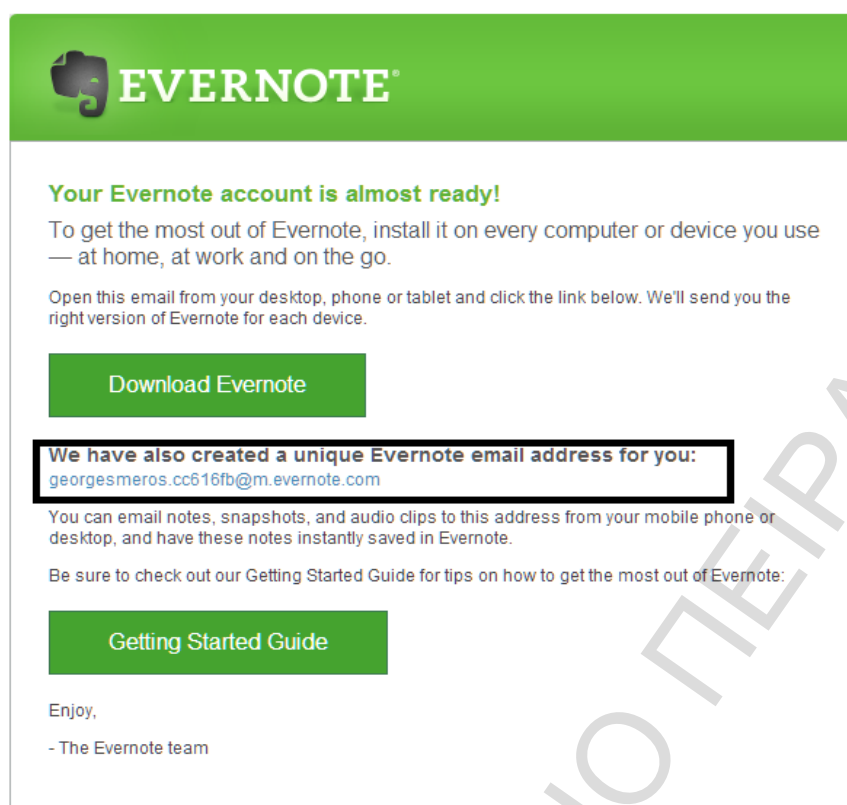 EVERNOTE®
Your Evernote account is almost ready!
To get the most out of Evernote, install it on every computer or device you use
— at home, at work and on the go.
Open this email from your desktop, phone or tablet and click the link below. We'll send you the
right version of Evernote for each device.
Download Evernote
We have also created a unique Evernote email address for you:
georgesmeros.cc616fb@m.evernote.com
You can email notes, snapshots, and audio clips to this address from your mobile phone or
desktop, and have these notes instantly saved in Evernote.
Be sure to check out our Getting Started Guide for tips on how to get the most out of Evernote:
Getting Started Guide
Enjoy,
- The Evernote team